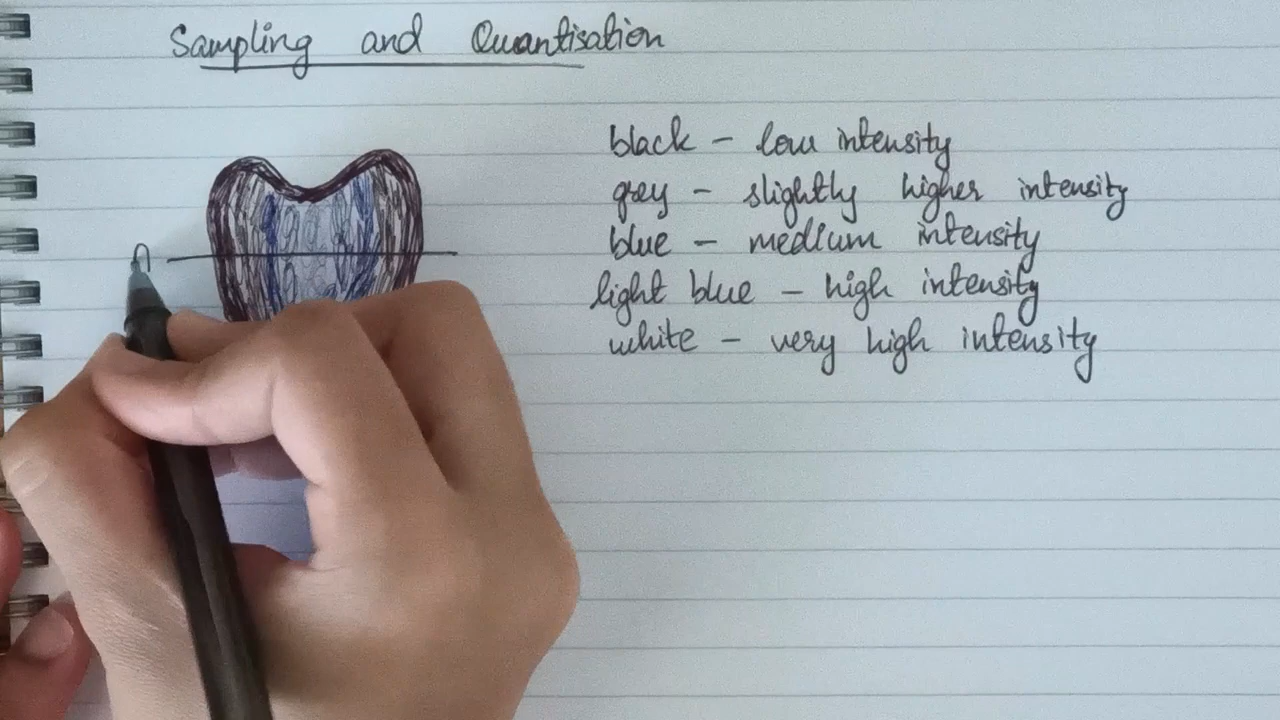 Sampling and Quantisation
black - low intensity
grey - slightly higher intensity
blue - medium intensity
light blue - high intensity
white - very high intensity